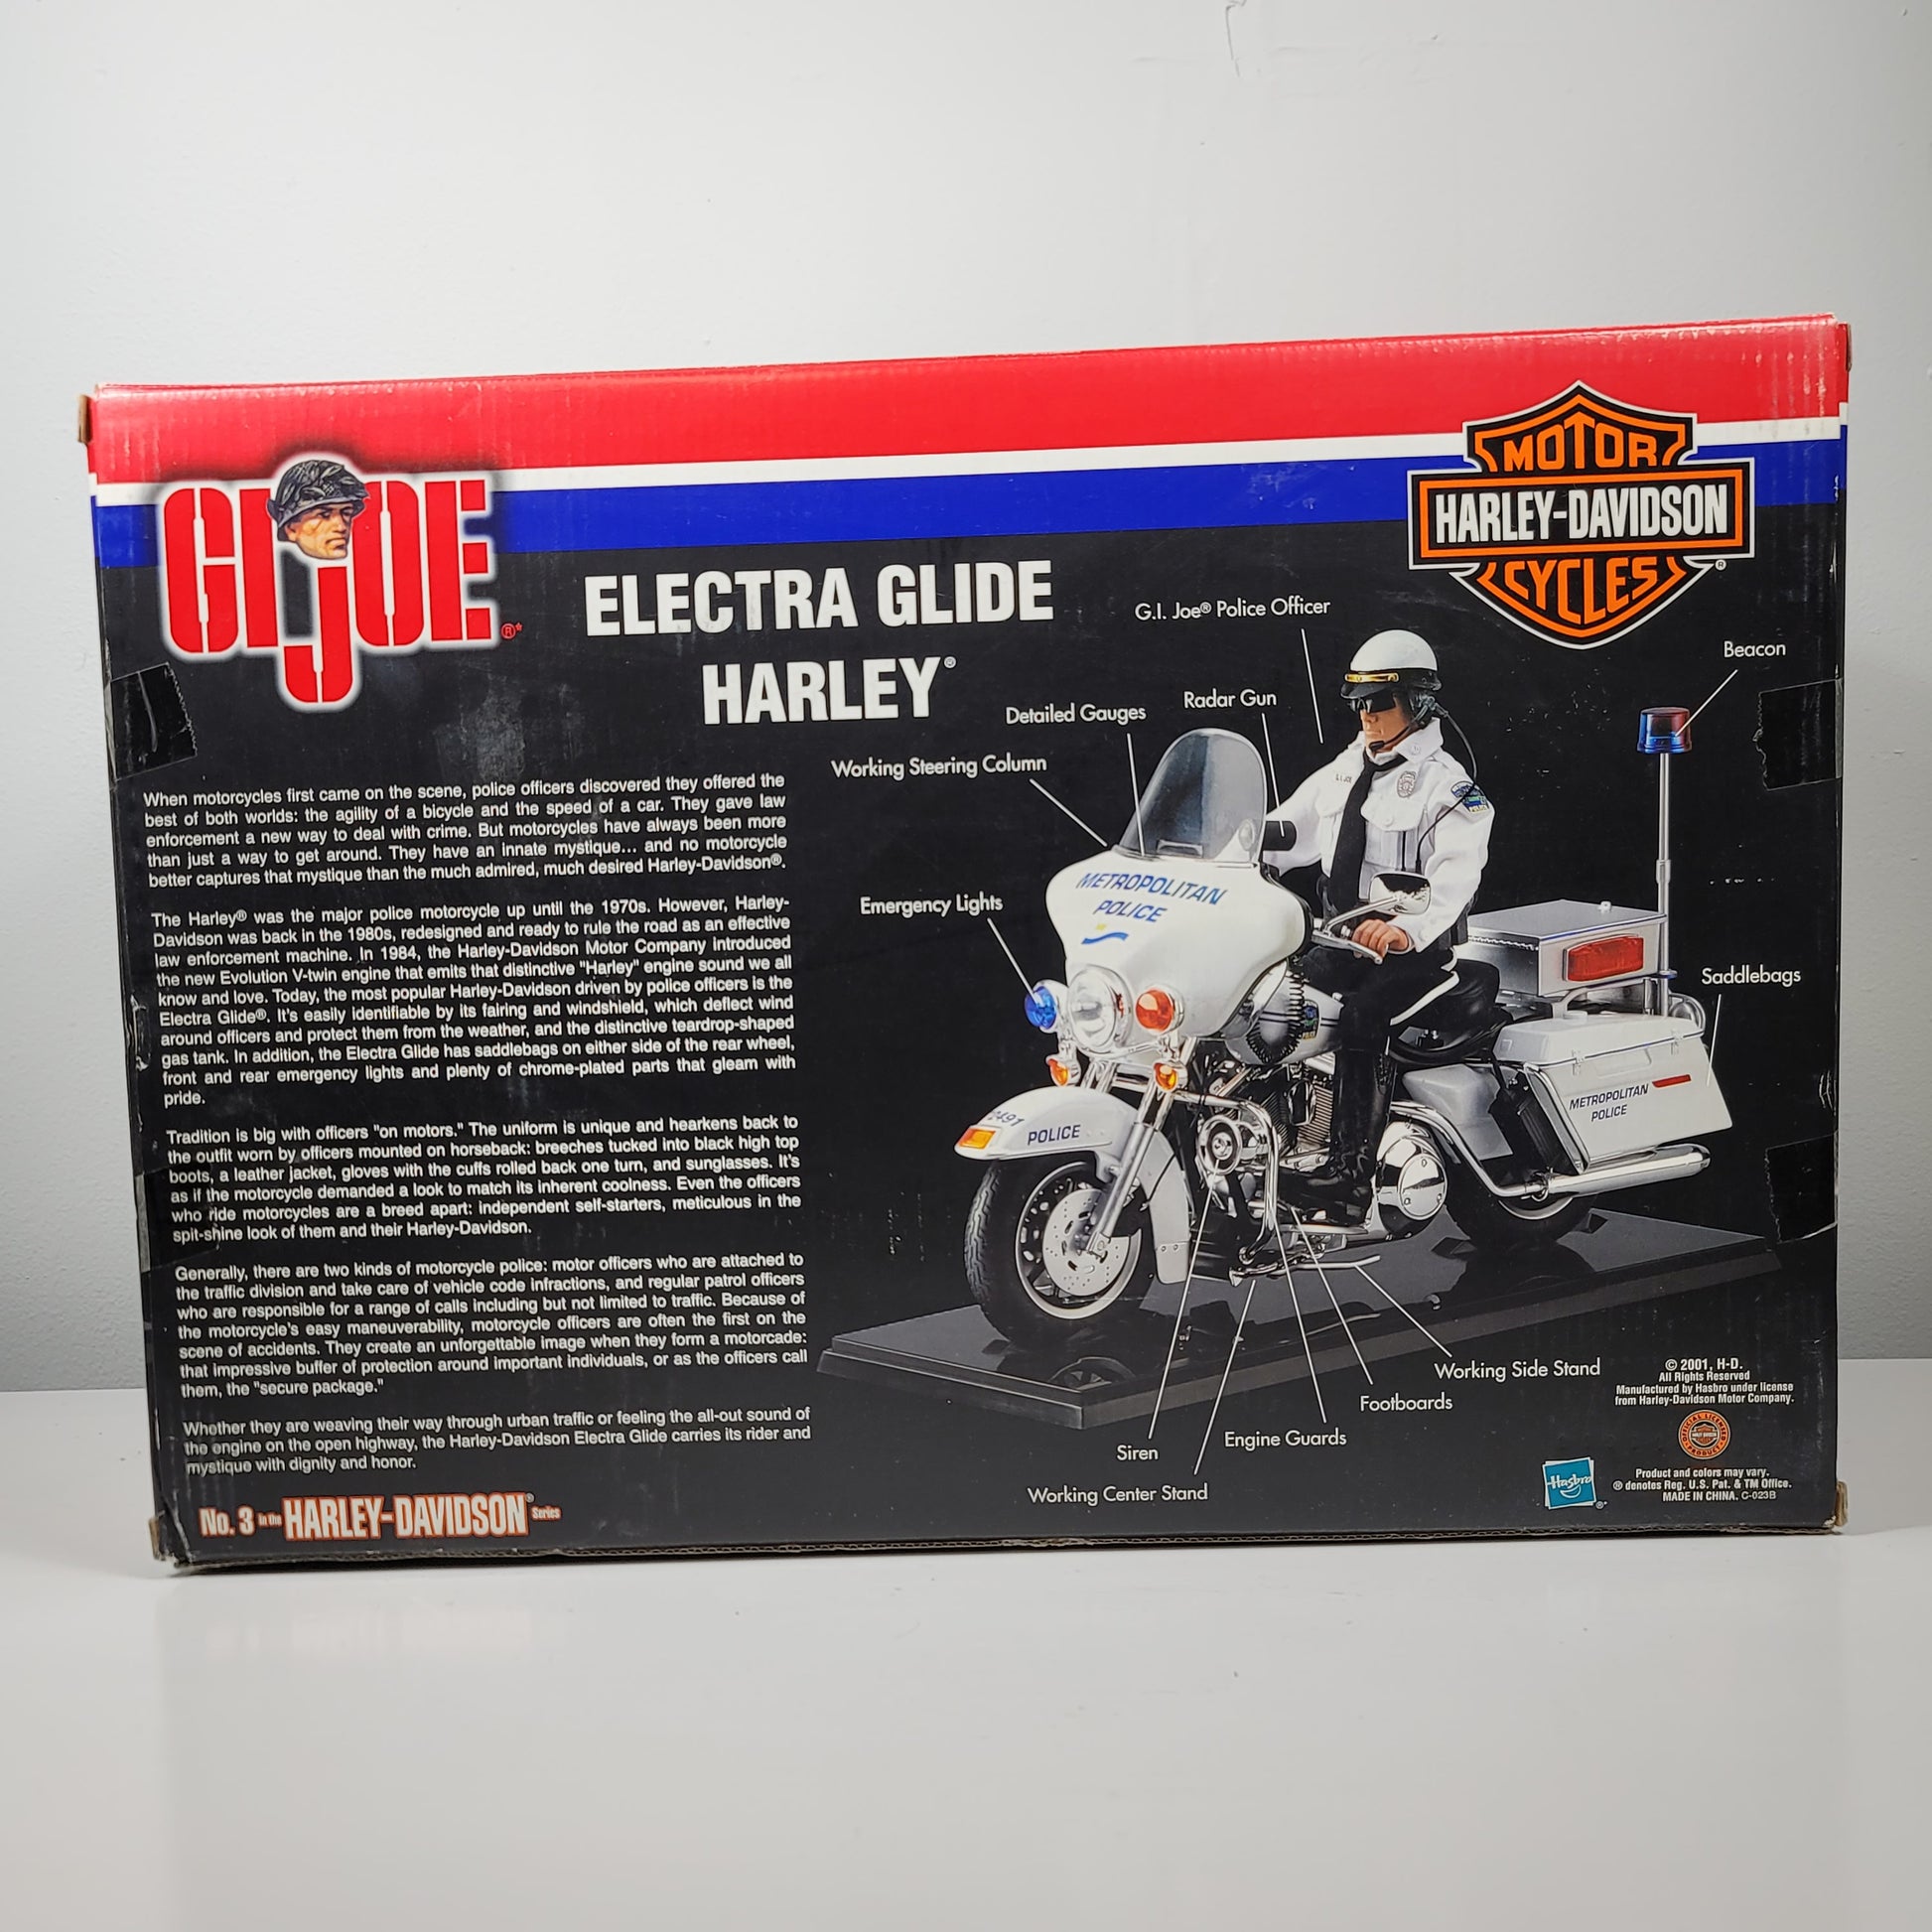 GI JOE ®*
MOTOR
HARLEY-DAVIDSON
CYCLES ®
ELECTRA GLIDE
HARLEY®
When motorcycles first came on the scene, police officers discovered they offered the
best of both worlds: the agility of a bicycle and the speed of a car. They gave law
enforcement a new way to deal with crime. But motorcycles have always been more
than just a way to get around. They have an innate mystique... and no motorcycle
better captures that mystique than the much admired, much desired Harley-Davidson®.
The Harley® was the major police motorcycle up until the 1970s. However, Harley-
Davidson was back in the 1980s, redesigned and ready to rule the road as an effective
law enforcement machine. In 1984, the Harley-Davidson Motor Company introduced
the new Evolution V-twin engine that emits that distinctive "Harley" engine sound we all
know and love. Today, the most popular Harley-Davidson driven by police officers is the
Electra Glide®. It's easily identifiable by its fairing and windshield, which deflect wind
around officers and protect them from the weather, and the distinctive teardrop-shaped
gas tank. In addition, the Electra Glide has saddlebags on either side of the rear wheel,
front and rear emergency lights and plenty of chrome-plated parts that gleam with
pride.
Tradition is big with officers "on motors." The uniform is unique and hearkens back to
the outfit worn by officers mounted on horseback: breeches tucked into black high top
boots, a leather jacket, gloves with the cuffs rolled back one turn, and sunglasses. It's
as if the motorcycle demanded a look to match its inherent coolness. Even the officers
who ride motorcycles are a breed apart: independent self-starters, meticulous in the
spit-shine look of them and their Harley-Davidson.
Generally, there are two kinds of motorcycle police: motor officers who are attached to
the traffic division and take care of vehicle code infractions, and regular patrol officers
who are responsible for a range of calls including but not limited to traffic. Because of
the motorcycle's easy maneuverability, motorcycle officers are often the first on the
scene of accidents. They create an unforgettable image when they form a motorcade:
that impressive buffer of protection around important individuals, or as the officers call
them, the "secure package."
Whether they are weaving their way through urban traffic or feeling the all-out sound of
the engine on the open highway, the Harley-Davidson Electra Glide carries its rider and
mystique with dignity and honor.
No. 3 in the HARLEY-DAVIDSON® Series
G.I. Joe® Police Officer
Beacon
Radar Gun
Detailed Gauges
Working Steering Column
Emergency Lights
Saddlebags
METROPOLITAN
POLICE
METROPOLITAN
POLICE
2491
POLICE
Working Side Stand
Footboards
Engine Guards
Siren
Working Center Stand
© 2001, H-D.
All Rights Reserved
Manufactured by Hasbro under license
from Harley-Davidson Motor Company.
Hasbro ®
Product and colors may vary.
® denotes Reg. U.S. Pat. & TM Office.
MADE IN CHINA. C-023B